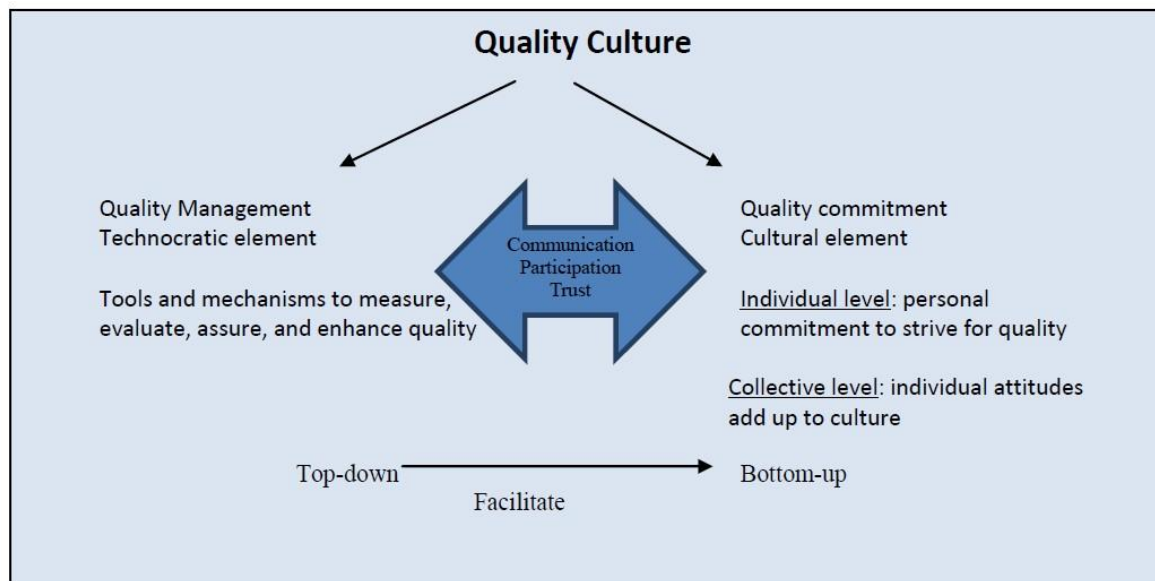 Quality Culture
Quality Management
Technocratic element
Tools and mechanisms to measure,
evaluate, assure, and enhance quality
Communication
Participation
Trust
Quality commitment
Cultural element
Individual level: personal
commitment to strive for quality
Collective level: individual attitudes
add up to culture
Top-down
Facilitate
Bottom-up